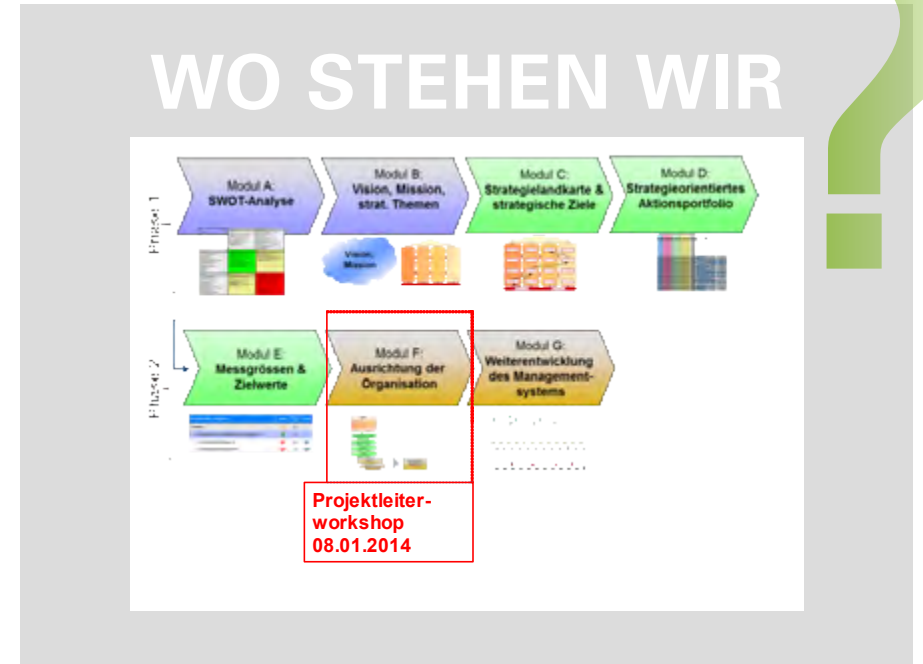 WO STEHEN WIR
?
Phase 1
Modul A:
SWOT-Analyse
Modul B:
Vision, Mission,
strat. Themen
Modul C:
Strategielandkarte &
strategische Ziele
Modul D:
Strategieorientiertes
Aktionsportfolio
Vision,
Mission
Phase 2
Modul E:
Messgrössen &
Zielwerte
Modul F:
Ausrichtung der
Organisation
Modul G:
Weiterentwicklung
des Management-
systems
Projektleiter-
workshop
08.01.2014